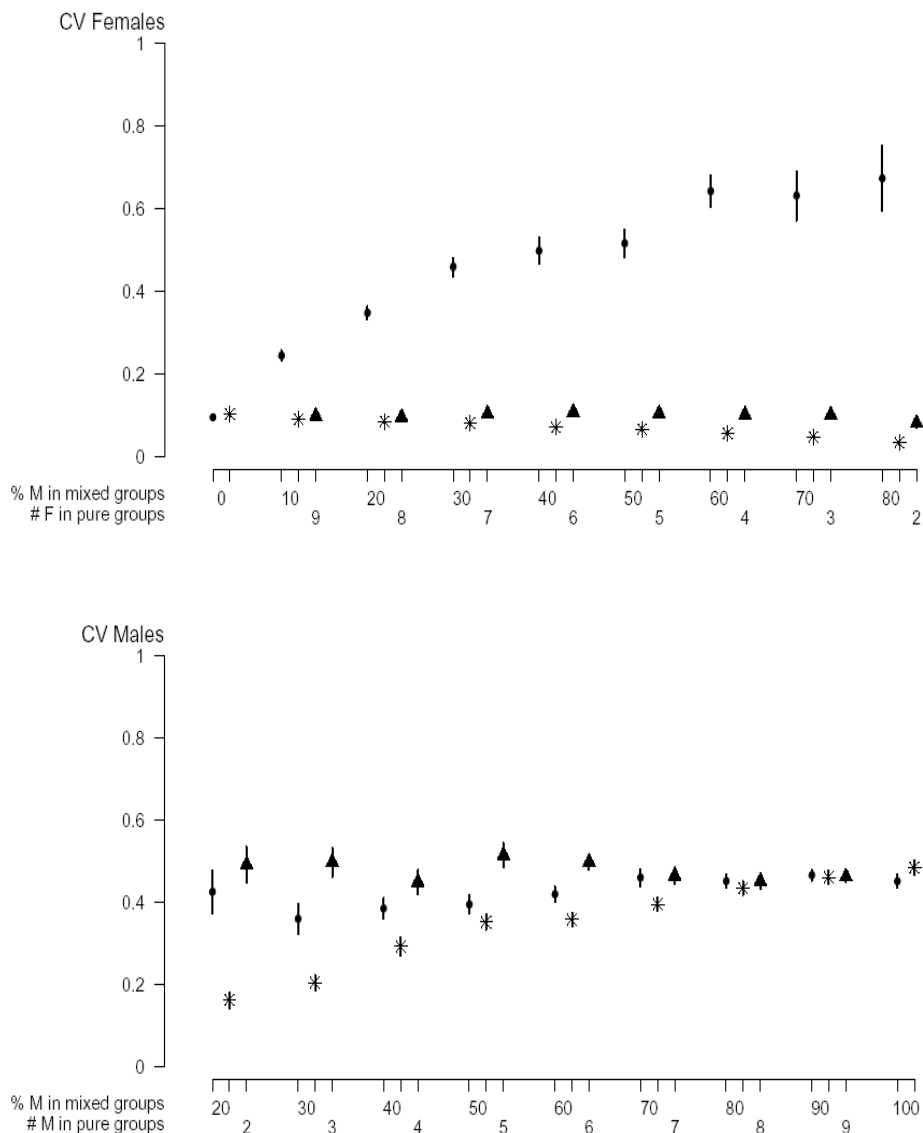 CV Females
1
0.8
0.6
0.4
0.2
0
% M in mixed groups 0 10 20 30 40 50 60 70 80
# F in pure groups 9 8 7 6 5 4 3 2
CV Males
1
0.8
0.6
0.4
0.2
0
% M in mixed groups 20 30 40 50 60 70 80 90 100
# M in pure groups 2 3 4 5 6 7 8 9